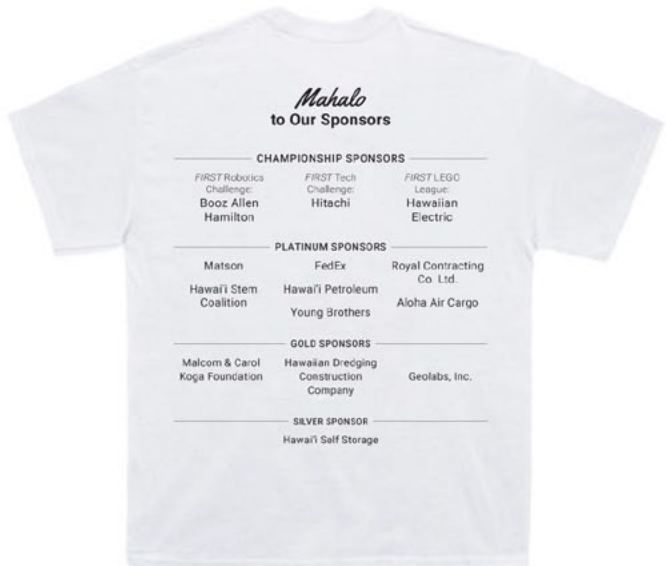 Mahalo
to Our Sponsors
CHAMPIONSHIP SPONSORS
FIRST Robotics
Challenge:
Booz Allen
Hamilton
FIRST Tech
Challenge:
Hitachi
FIRST LEGO
League:
Hawaiian
Electric
PLATINUM SPONSORS
Matson
Hawai'i Stem
Coalition
FedEx
Hawai'i Petroleum
Young Brothers
Royal Contracting
Co. Ltd.
Aloha Air Cargo
GOLD SPONSORS
Malcom & Carol
Koga Foundation
Hawaiian Dredging
Construction
Company
Geolabs, Inc.
SILVER SPONSOR
Hawai'i Self Storage